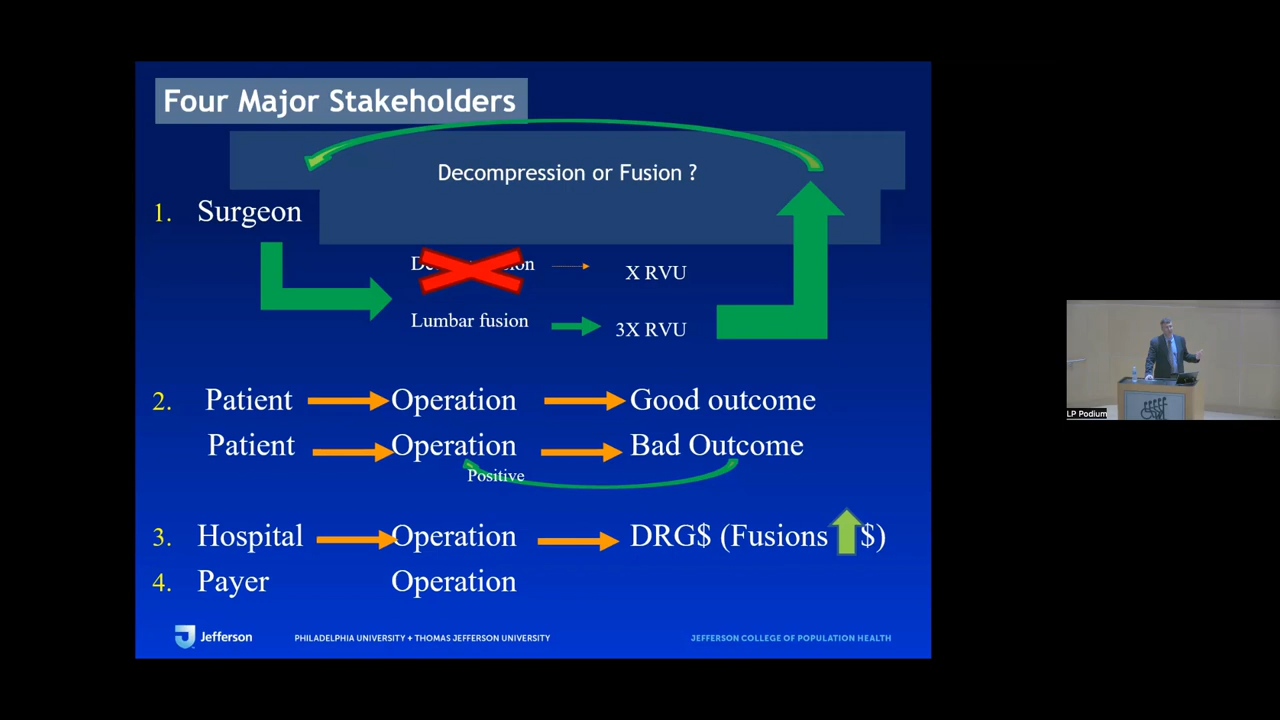 Four Major Stakeholders
Decompression or Fusion ?
1. Surgeon
X RVU
Lumbar fusion
3X RVU
2. Patient Operation Good outcome
Patient Operation Bad Outcome
Positive
3. Hospital Operation DRG$ (Fusions $)
4. Payer Operation
Jefferson
PHILADELPHIA UNIVERSITY + THOMAS JEFFERSON UNIVERSITY
JEFFERSON COLLEGE OF POPULATION HEALTH
LP Podium